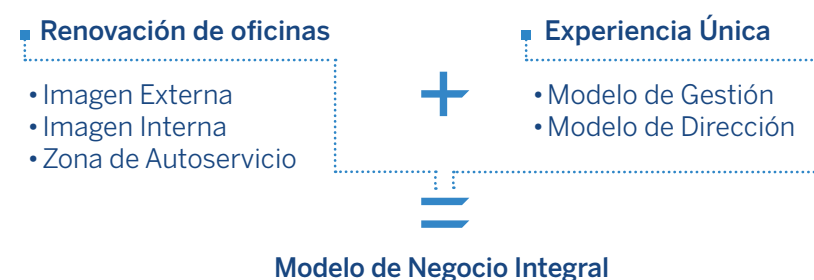 Renovación de oficinas
• Imagen Externa
• Imagen Interna
• Zona de Autoservicio
+
Experiencia Única
• Modelo de Gestión
• Modelo de Dirección
=
Modelo de Negocio Integral